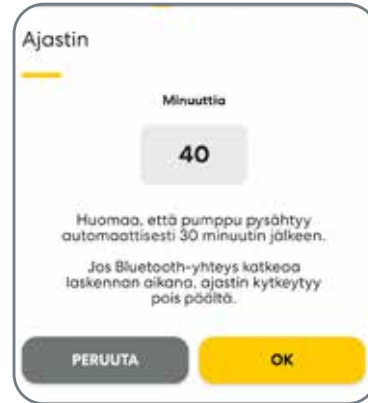 Ajastin
Minuuttia
40
Huomaa, että pumppu pysähtyy
automaattisesti 30 minuutin jälkeen.
Jos Bluetooth-yhteys katkeaa
laskennan aikana, ajastin kytkeytyy
pois päältä.
PERUUTA
OK